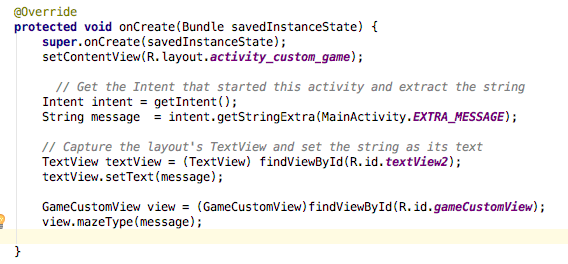 @Override
protected void onCreate(Bundle savedInstanceState) {
super.onCreate(savedInstanceState);
setContentView(R.layout.activity_custom_game);
// Get the Intent that started this activity and extract the string
Intent intent = getIntent();
String message  = intent.getStringExtra(MainActivity.EXTRA_MESSAGE);
// Capture the layout's TextView and set the string as its text
TextView textView = (TextView) findViewById(R.id.textView2);
textView.setText(message);
GameCustomView view = (GameCustomView)findViewById(R.id.gameCustomView);
view.mazeType(message);
}